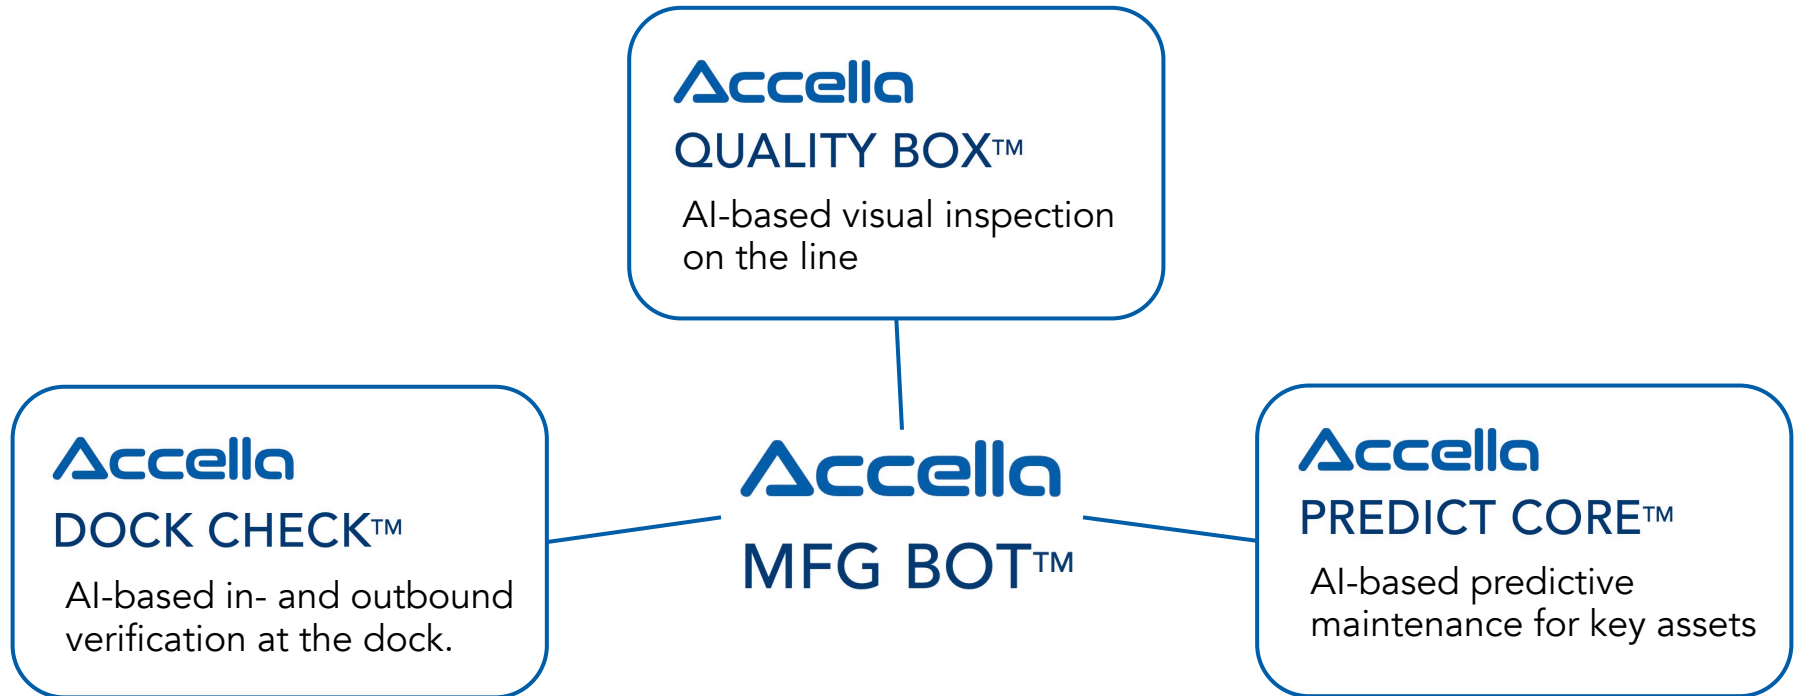 Accella
QUALITY BOX™
AI-based visual inspection
on the line
Accella
DOCK CHECK™
AI-based in- and outbound
verification at the dock.
Accella
MFG BOT™
Accella
PREDICT CORE™
AI-based predictive
maintenance for key assets